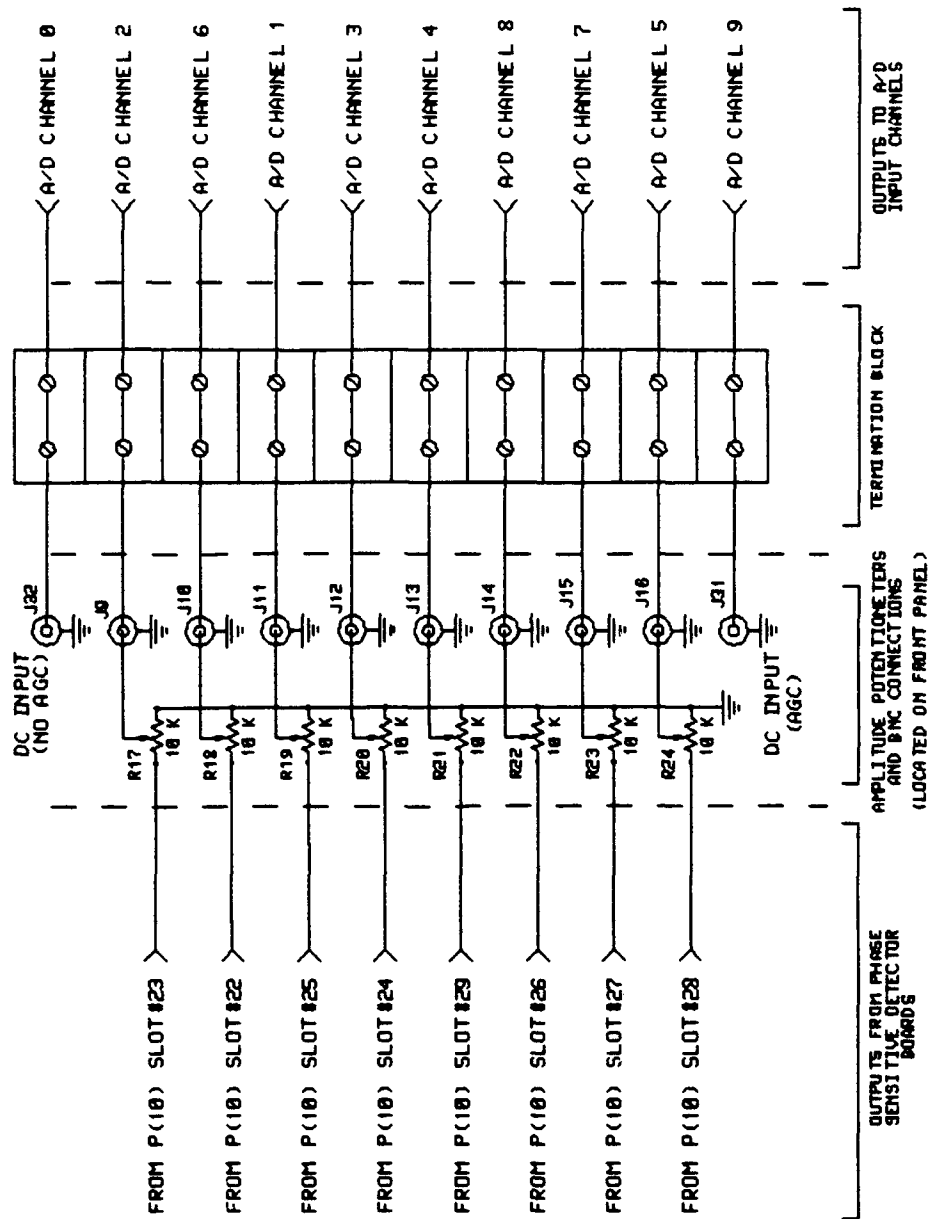 DC INPUT
(NO AGC)
J32
A/D CHANNEL 0
FROM P(10) SLOT #23
R17
10 K
J9
A/D CHANNEL 2
FROM P(10) SLOT #22
R18
10 K
J10
A/D CHANNEL 6
FROM P(10) SLOT #25
R19
10 K
J11
A/D CHANNEL 1
FROM P(10) SLOT #24
R20
10 K
J12
A/D CHANNEL 3
FROM P(10) SLOT #29
R21
10 K
J13
A/D CHANNEL 4
FROM P(10) SLOT #26
R22
10 K
J14
A/D CHANNEL 8
FROM P(10) SLOT #27
R23
10 K
J15
A/D CHANNEL 7
FROM P(10) SLOT #28
R24
10 K
J16
A/D CHANNEL 5
DC INPUT
(AGC)
J31
A/D CHANNEL 9
OUTPUTS FROM PHASE
SENSITIVE DETECTOR
BOARDS
AMPLITUDE POTENTIOMETERS
AND BNC CONNECTIONS
(LOCATED ON FRONT PANEL)
TERMINATION BLOCK
OUTPUTS TO A/D
INPUT CHANNELS